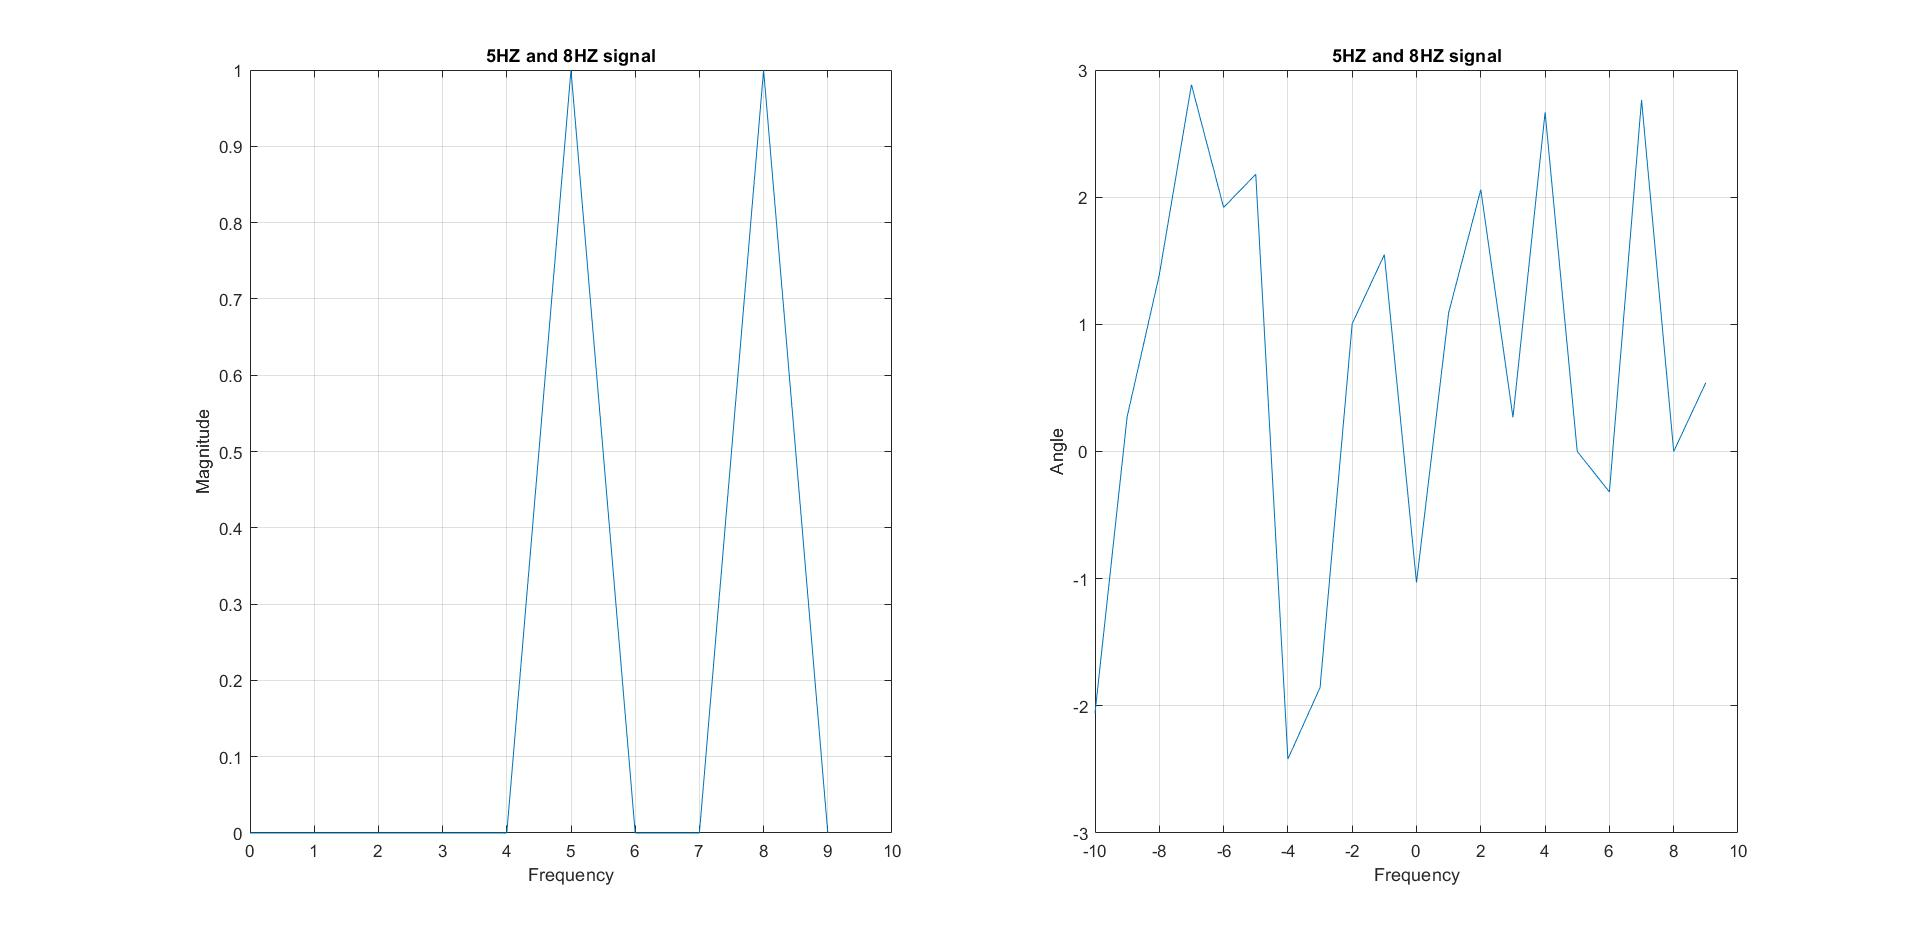 5HZ and 8HZ signal
1
0.9
0.8
0.7
0.6
0.5
0.4
0.3
0.2
0.1
0
Magnitude
0 1 2 3 4 5 6 7 8 9 10
Frequency
5HZ and 8HZ signal
3
2
1
0
-1
-2
-3
Angle
-10 -8 -6 -4 -2 0 2 4 6 8 10
Frequency